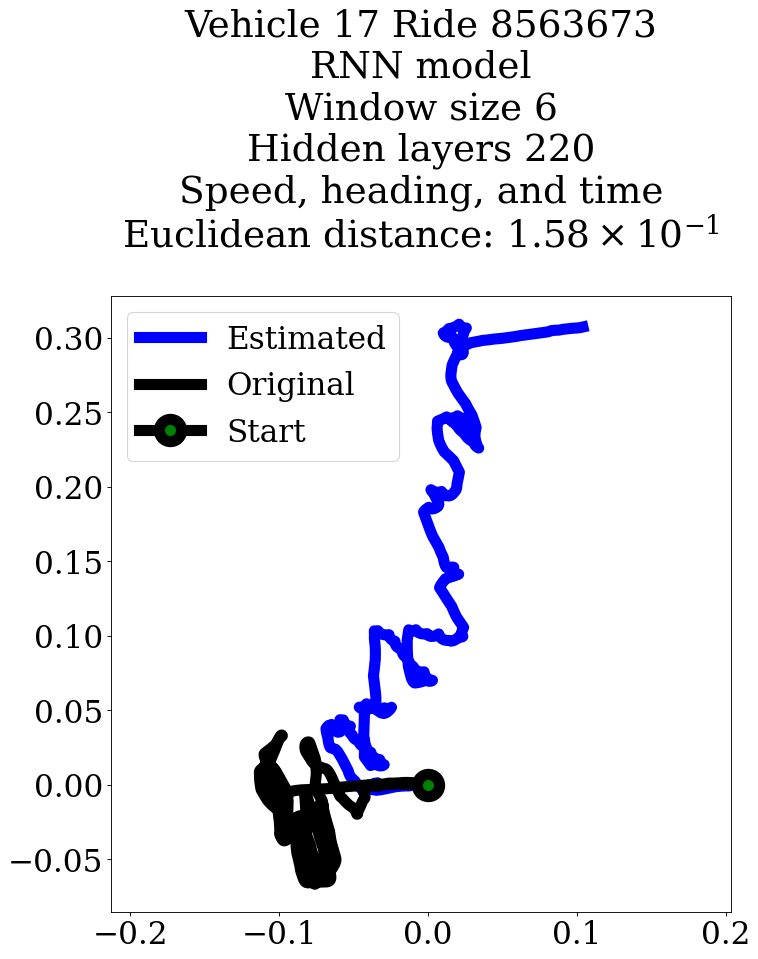 Vehicle 17 Ride 8563673
RNN model
Window size 6
Hidden layers 220
Speed, heading, and time
Euclidean distance: 1.58 × 10⁻¹
Estimated
Original
Start
0.30
0.25
0.20
0.15
0.10
0.05
0.00
−0.05
−0.2 −0.1 0.0 0.1 0.2